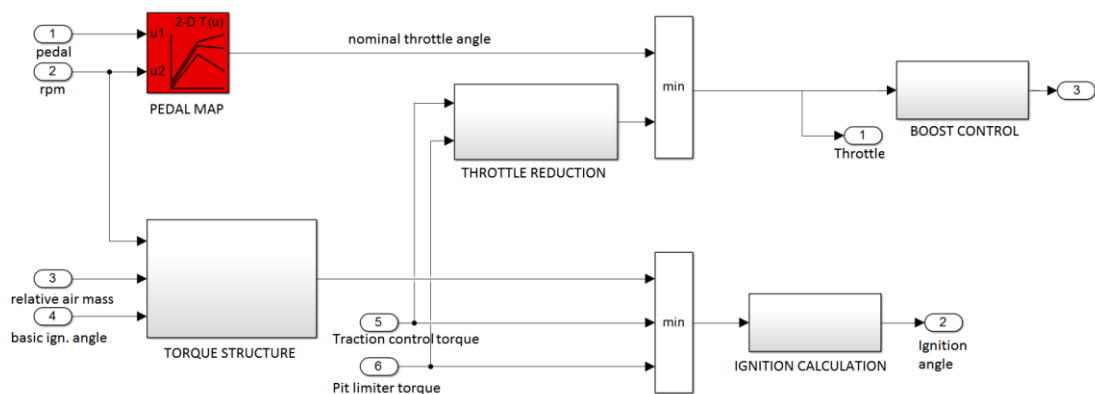 1
pedal
2
rpm
2-D T(u)
u1
u2
PEDAL MAP
nominal throttle angle
min
THROTTLE REDUCTION
1
Throttle
BOOST CONTROL
3
3
relative air mass
4
basic ign. angle
TORQUE STRUCTURE
5
Traction control torque
6
Pit limiter torque
min
IGNITION CALCULATION
2
Ignition
angle